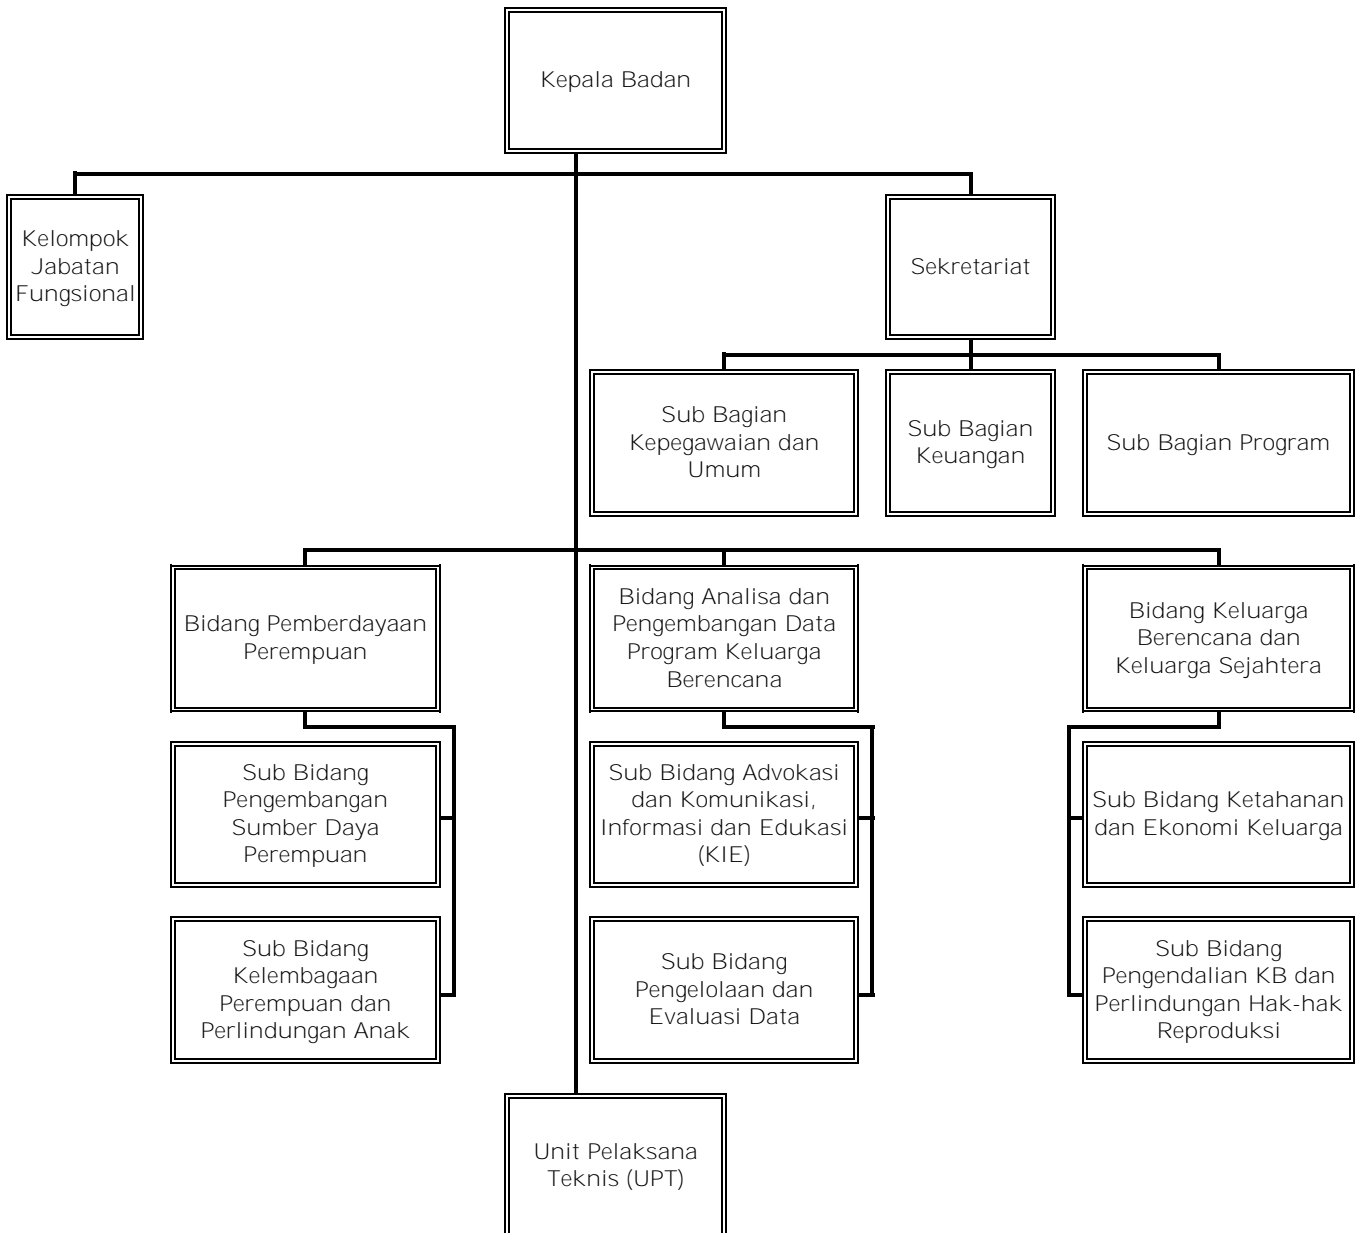 Kepala Badan
Kelompok
Jabatan
Fungsional
Sekretariat
Sub Bagian
Kepegawaian dan
Umum
Sub Bagian
Keuangan
Sub Bagian Program
Bidang Pemberdayaan
Perempuan
Bidang Analisa dan
Pengembangan Data
Program Keluarga
Berencana
Bidang Keluarga
Berencana dan
Keluarga Sejahtera
Sub Bidang
Pengembangan
Sumber Daya
Perempuan
Sub Bidang Advokasi
dan Komunikasi,
Informasi dan Edukasi
(KIE)
Sub Bidang Ketahanan
dan Ekonomi Keluarga
Sub Bidang
Kelembagaan
Perempuan dan
Perlindungan Anak
Sub Bidang
Pengelolaan dan
Evaluasi Data
Sub Bidang
Pengendalian KB dan
Perlindungan Hak-hak
Reproduksi
Unit Pelaksana
Teknis (UPT)